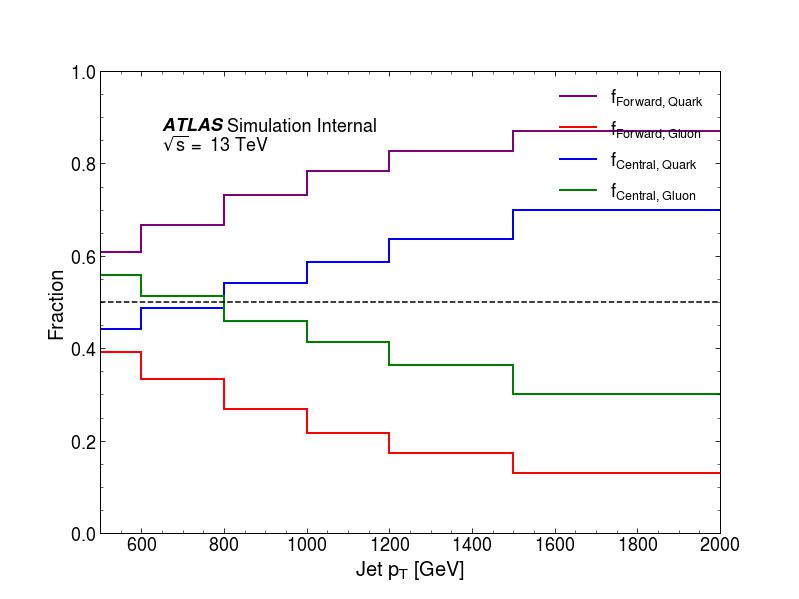 1.0
0.8
0.6
0.4
0.2
0.0
Fraction
ATLAS Simulation Internal
√s = 13 TeV
f_Forward, Quark
f_Forward, Gluon
f_Central, Quark
f_Central, Gluon
600 800 1000 1200 1400 1600 1800 2000
Jet p_T [GeV]